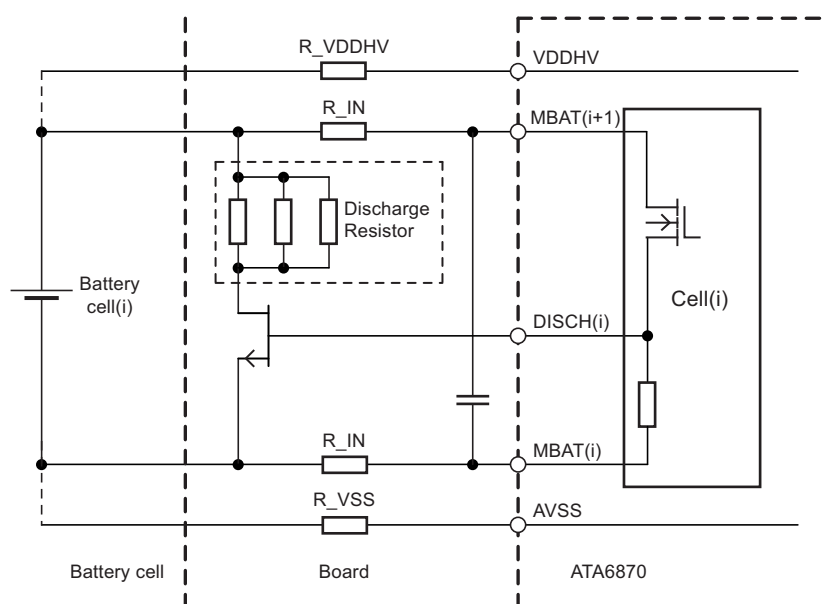 R_VDDHV
VDDHV
R_IN
MBAT(i+1)
Discharge
Resistor
Battery
cell(i)
Cell(i)
DISCH(i)
R_IN
MBAT(i)
R_VSS
AVSS
Battery cell
Board
ATA6870